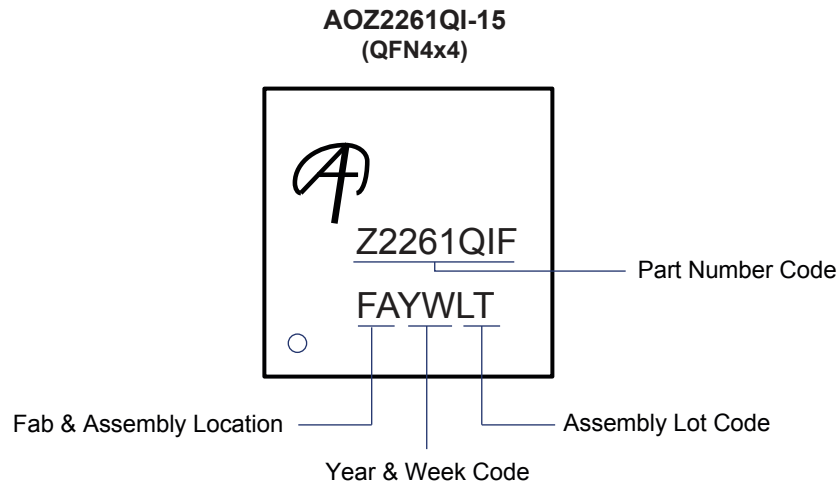 AOZ2261QI-15
(QFN4x4)
Z2261QIF
Part Number Code
FAYWLT
Fab & Assembly Location
Assembly Lot Code
Year & Week Code